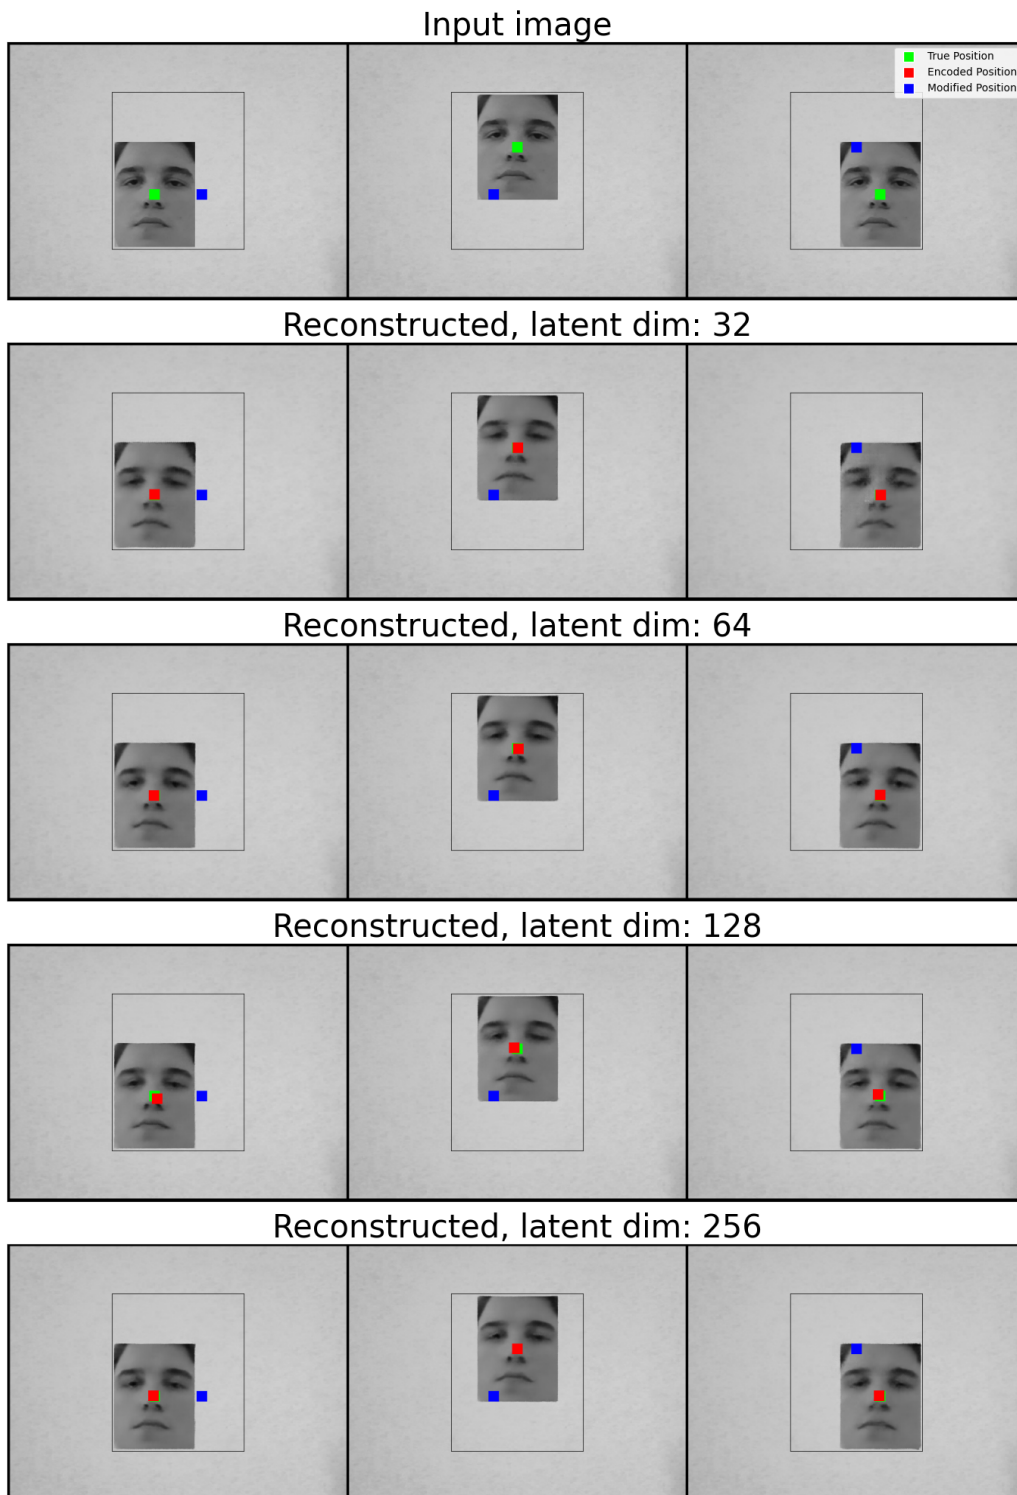 Input image
True Position
Encoded Position
Modified Position
Reconstructed, latent dim: 32
Reconstructed, latent dim: 64
Reconstructed, latent dim: 128
Reconstructed, latent dim: 256